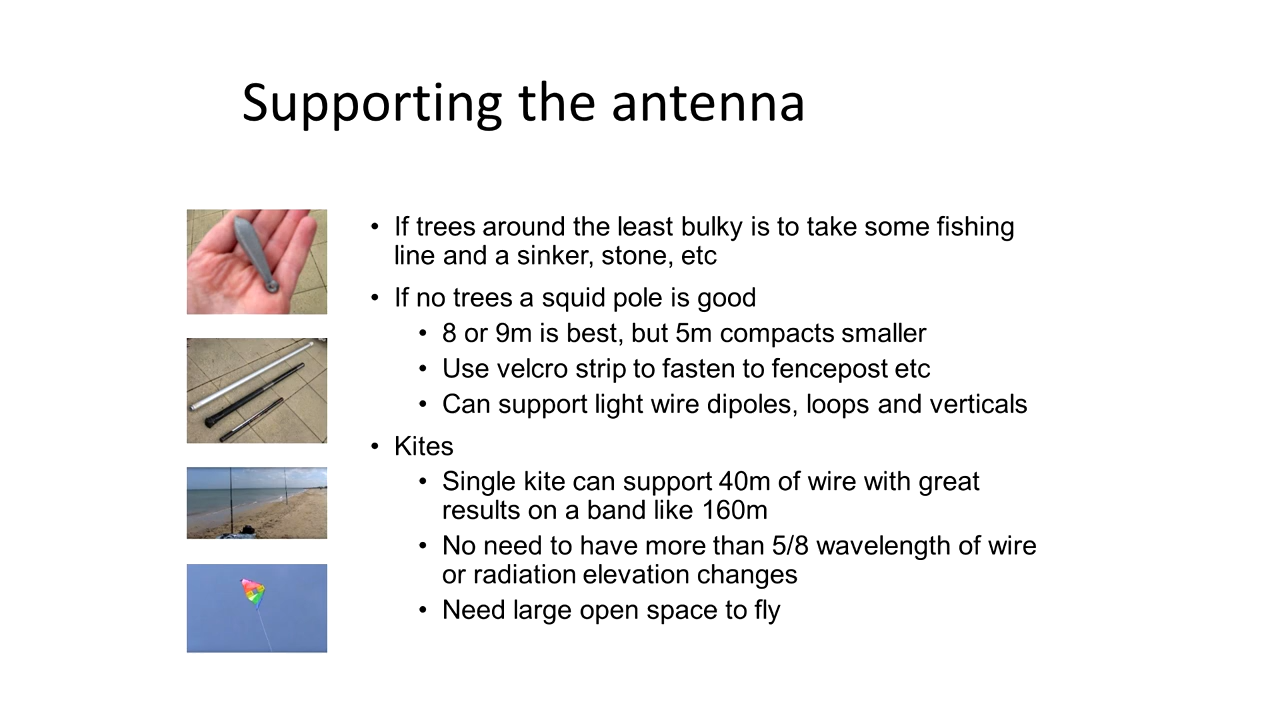 Supporting the antenna
• If trees around the least bulky is to take some fishing
line and a sinker, stone, etc
• If no trees a squid pole is good
• 8 or 9m is best, but 5m compacts smaller
• Use velcro strip to fasten to fencepost etc
• Can support light wire dipoles, loops and verticals
• Kites
• Single kite can support 40m of wire with great
results on a band like 160m
• No need to have more than 5/8 wavelength of wire
or radiation elevation changes
• Need large open space to fly